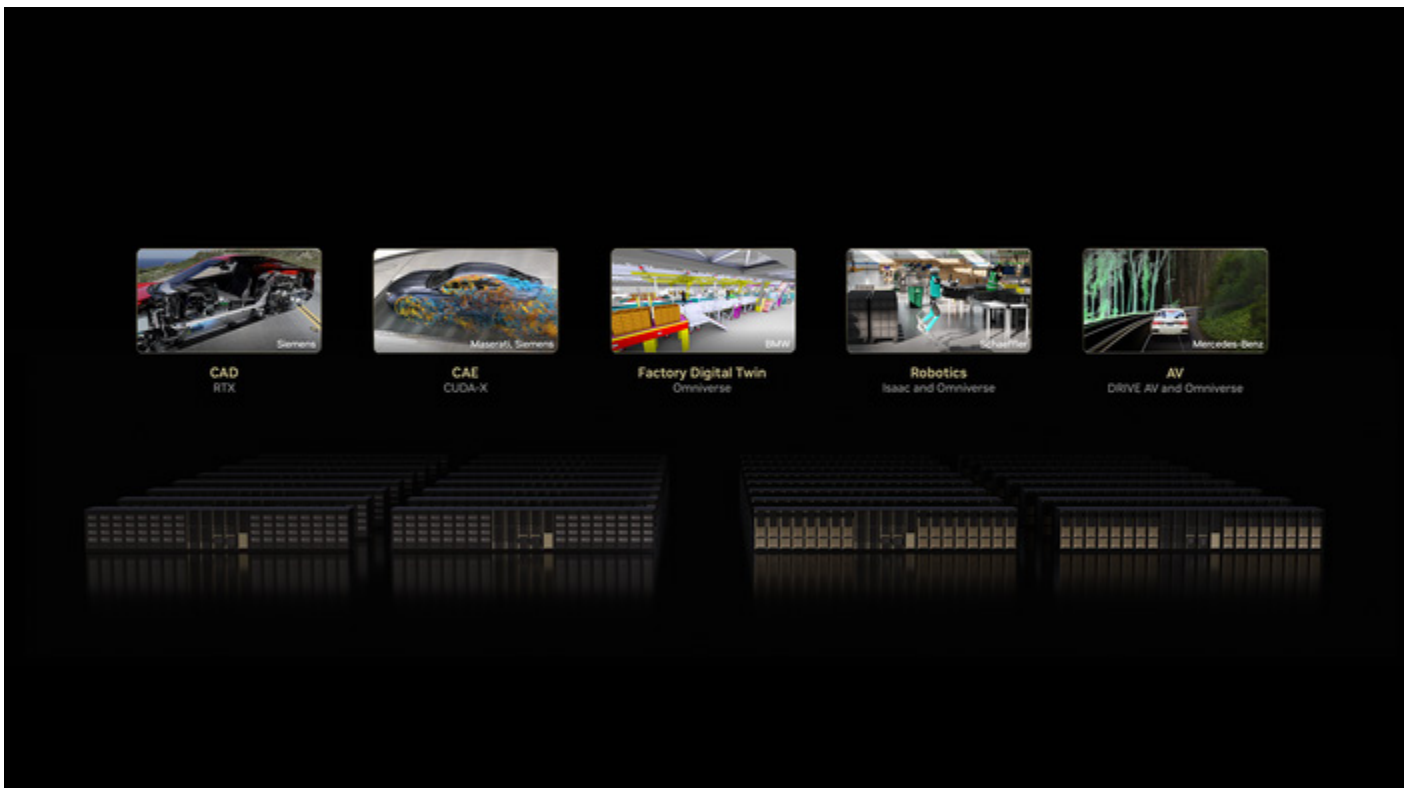 Siemens
Maserati, Siemens
BMW
Schaeffler
Mercedes-Benz
CAD
RTX
CAE
CUDA-X
Factory Digital Twin
Omniverse
Robotics
Isaac and Omniverse
AV
DRIVE AV and Omniverse